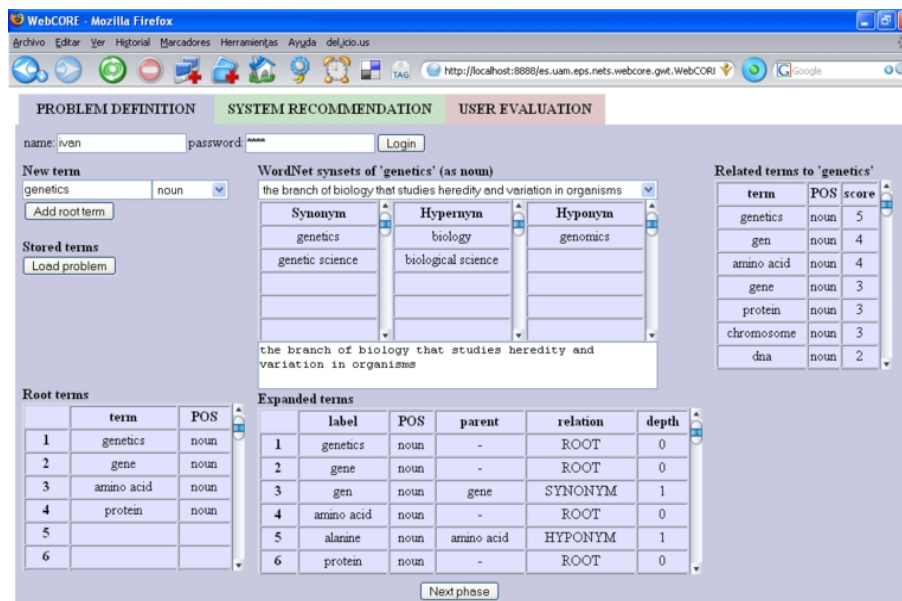 WebCORE - Mozilla Firefox
Archivo Editar Ver Historial Marcadores Herramientas Ayuda del.icio.us
TAG http://localhost:8888/es.uam.eps.nets.webcore.gwt.WebCORI Google
PROBLEM DEFINITION SYSTEM RECOMMENDATION USER EVALUATION
name: ivan password: **** Login
New term
genetics noun
Add root term
Stored terms
Load problem
WordNet synsets of 'genetics' (as noun)
the branch of biology that studies heredity and variation in organisms
Synonym Hypernym Hyponym
genetics biology genomics
genetic science biological science
the branch of biology that studies heredity and
variation in organisms
Related terms to 'genetics'
term POS score
genetics noun 5
gen noun 4
amino acid noun 4
gene noun 3
protein noun 3
chromosome noun 3
dna noun 2
Root terms
term POS
1 genetics noun
2 gene noun
3 amino acid noun
4 protein noun
5
6
Expanded terms
label POS parent relation depth
1 genetics noun - ROOT 0
2 gene noun - ROOT 0
3 gen noun gene SYNONYM 1
4 amino acid noun - ROOT 0
5 alanine noun amino acid HYPONYM 1
6 protein noun - ROOT 0
Next phase